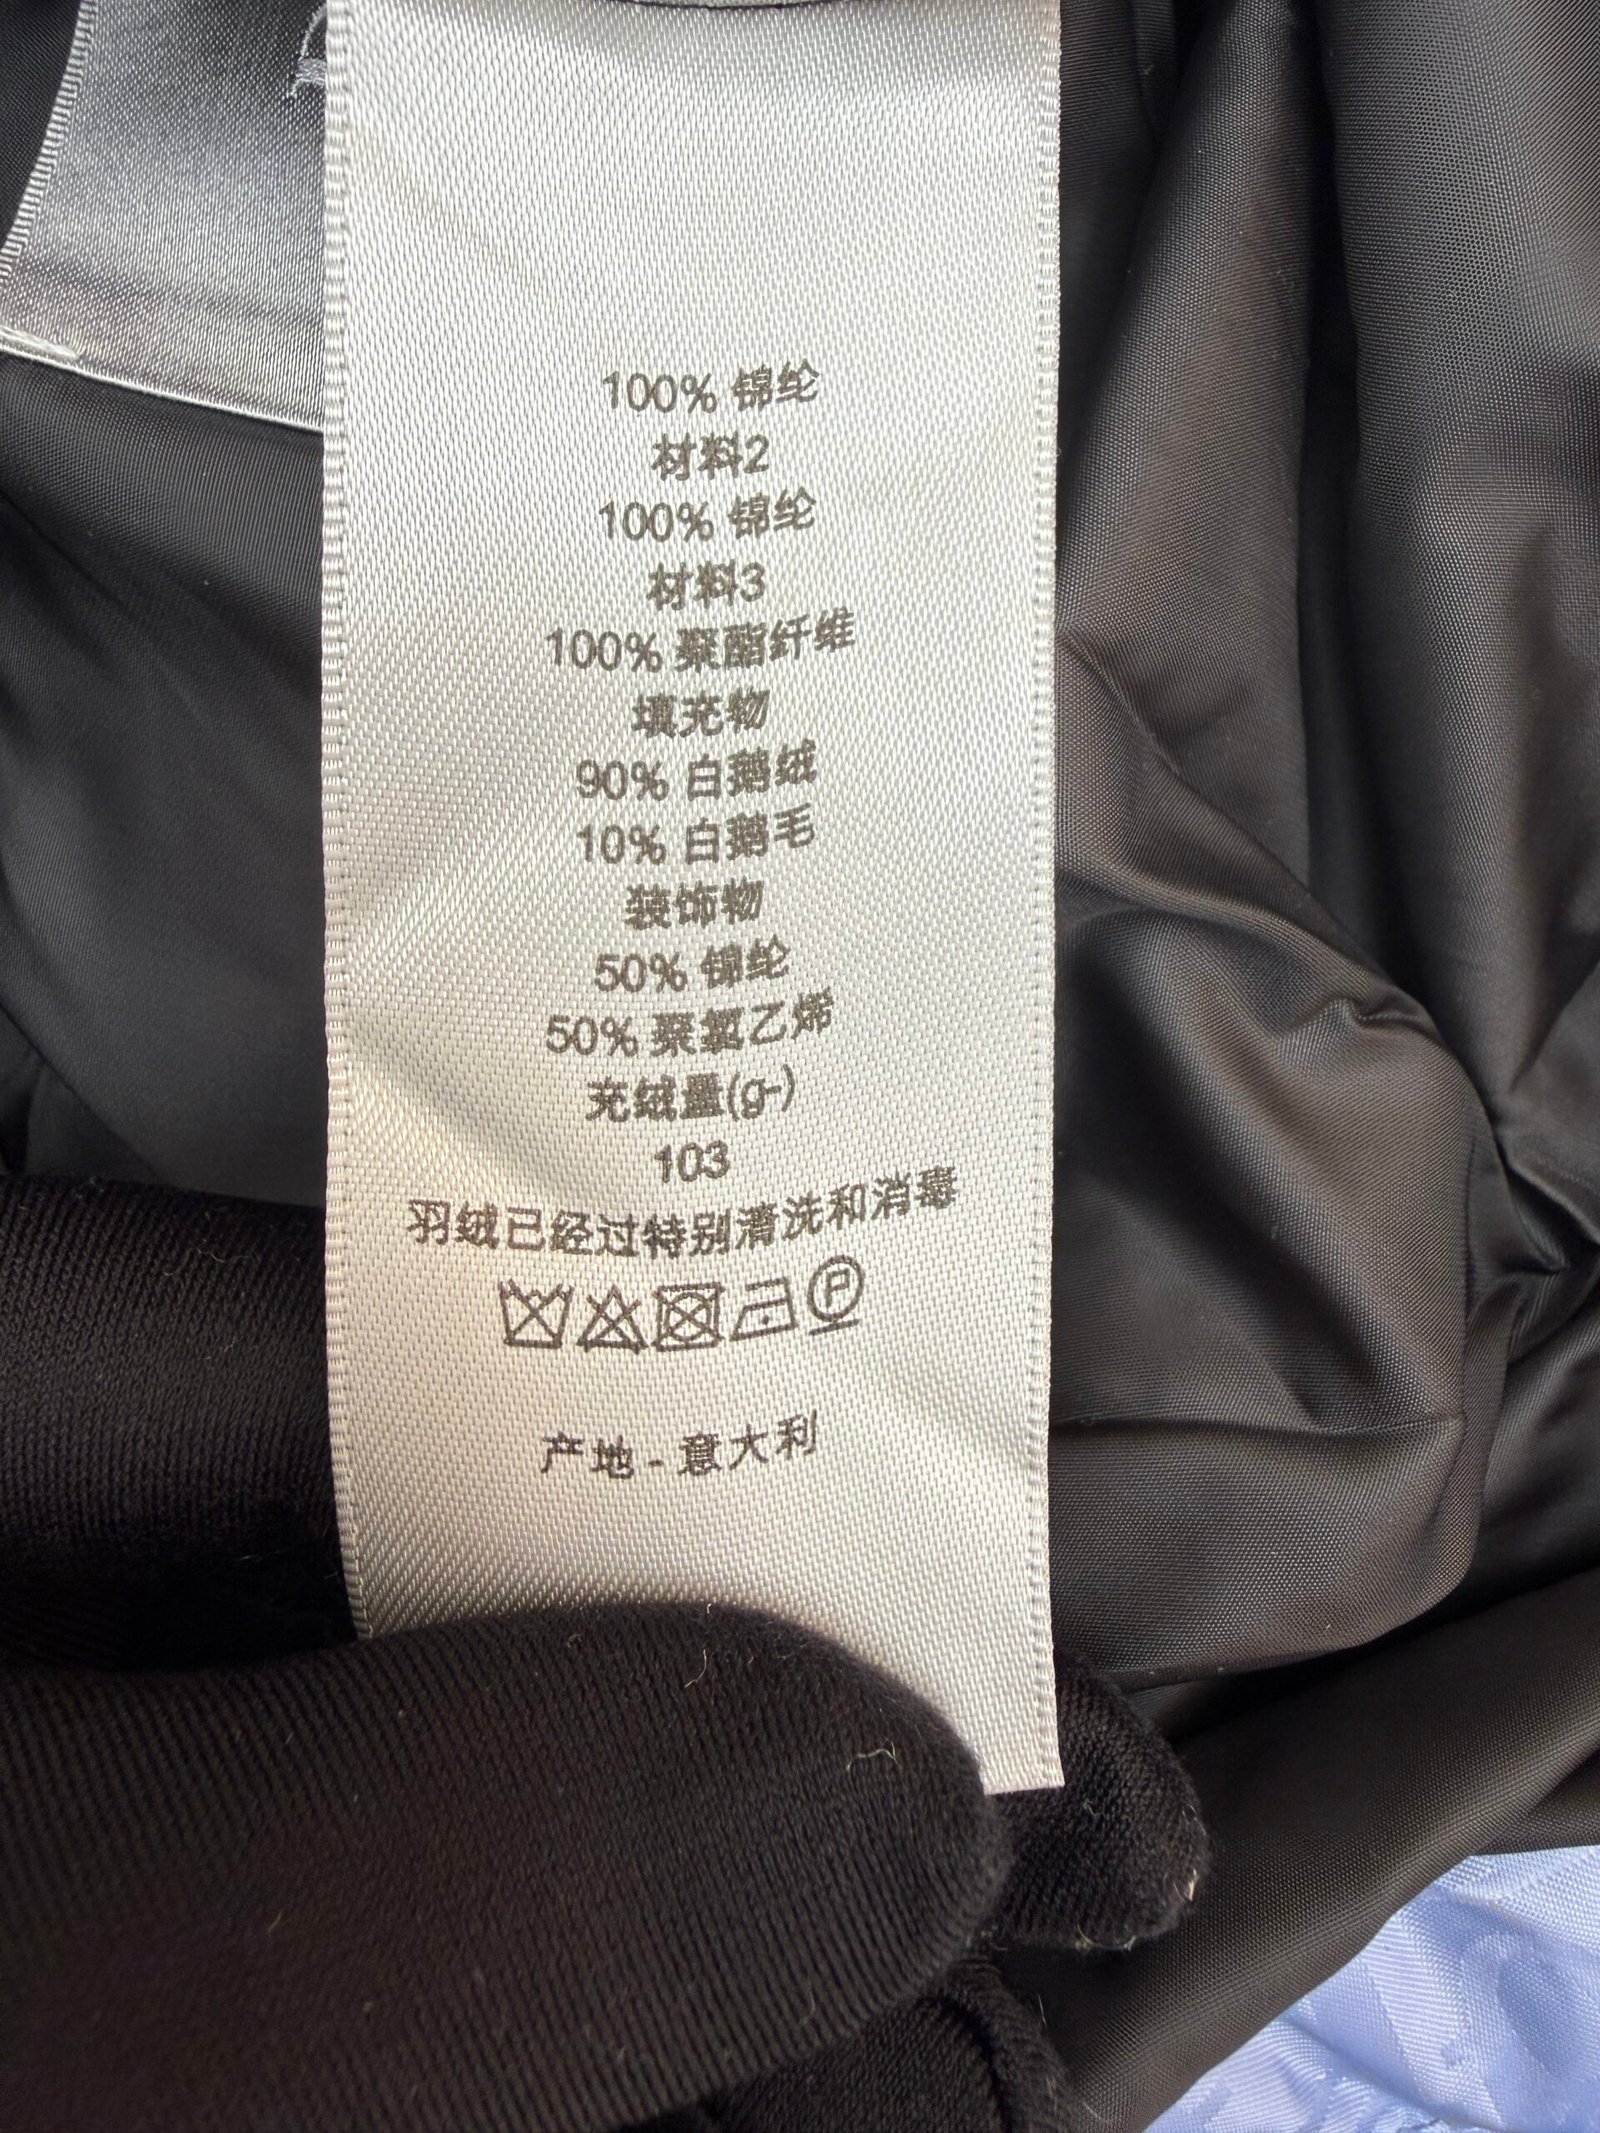 100% 锦纶
材料2
100% 锦纶
材料3
100% 聚酯纤维
填充物
90% 白鹅绒
10% 白鹅毛
装饰物
50% 锦纶
50% 聚氯乙烯
充绒量(g-)
103
羽绒已经过特别清洗和消毒
P
产地 - 意大利